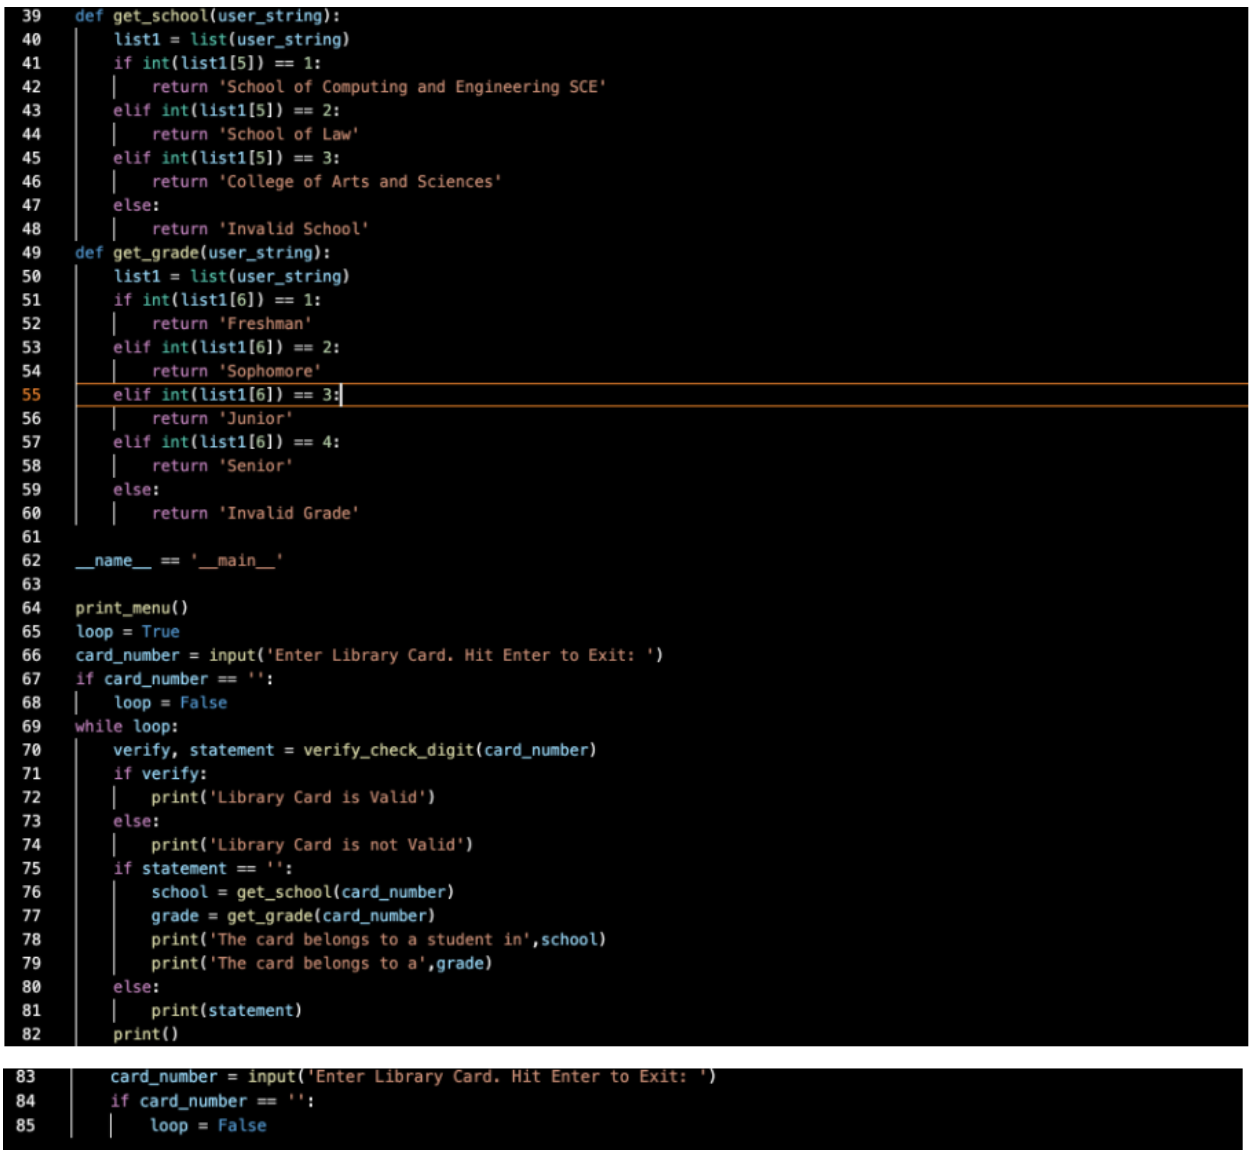 39 def get_school(user_string):
40     list1 = list(user_string)
41     if int(list1[5]) == 1:
42         return 'School of Computing and Engineering SCE'
43     elif int(list1[5]) == 2:
44         return 'School of Law'
45     elif int(list1[5]) == 3:
46         return 'College of Arts and Sciences'
47     else:
48         return 'Invalid School'
49 def get_grade(user_string):
50     list1 = list(user_string)
51     if int(list1[6]) == 1:
52         return 'Freshman'
53     elif int(list1[6]) == 2:
54         return 'Sophomore'
55     elif int(list1[6]) == 3:
56         return 'Junior'
57     elif int(list1[6]) == 4:
58         return 'Senior'
59     else:
60         return 'Invalid Grade'
61
62 __name__ == '__main__'
63
64 print_menu()
65 loop = True
66 card_number = input('Enter Library Card. Hit Enter to Exit: ')
67 if card_number == '':
68     loop = False
69 while loop:
70     verify, statement = verify_check_digit(card_number)
71     if verify:
72         print('Library Card is Valid')
73     else:
74         print('Library Card is not Valid')
75     if statement == '':
76         school = get_school(card_number)
77         grade = get_grade(card_number)
78         print('The card belongs to a student in',school)
79         print('The card belongs to a',grade)
80     else:
81         print(statement)
82     print()
83     card_number = input('Enter Library Card. Hit Enter to Exit: ')
84     if card_number == '':
85         loop = False